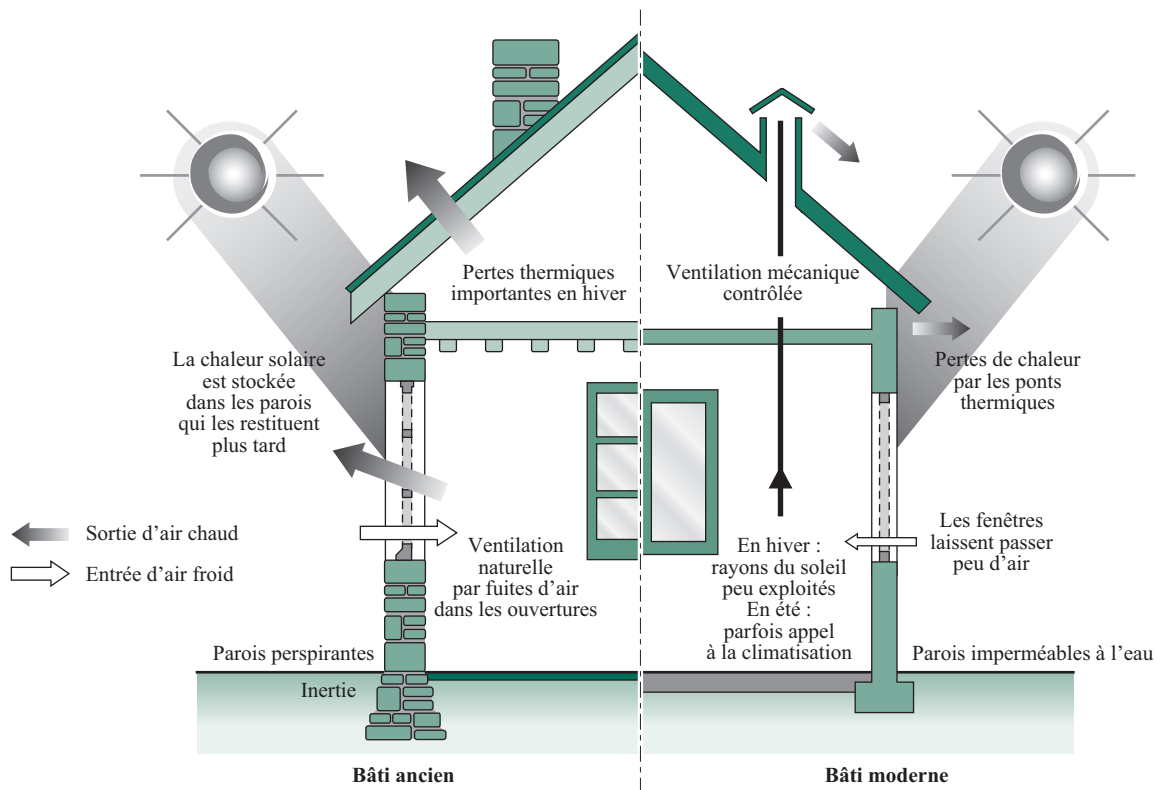 Pertes thermiques
importantes en hiver
Ventilation mécanique
contrôlée
La chaleur solaire
est stockée
dans les parois
qui les restituent
plus tard
Pertes de chaleur
par les ponts
thermiques
Sortie d'air chaud
Entrée d'air froid
Ventilation
naturelle
par fuites d'air
dans les ouvertures
En hiver :
rayons du soleil
peu exploités
En été :
parfois appel
à la climatisation
Les fenêtres
laissent passer
peu d'air
Parois perspirantes
Inertie
Parois imperméables à l'eau
Bâti ancien
Bâti moderne